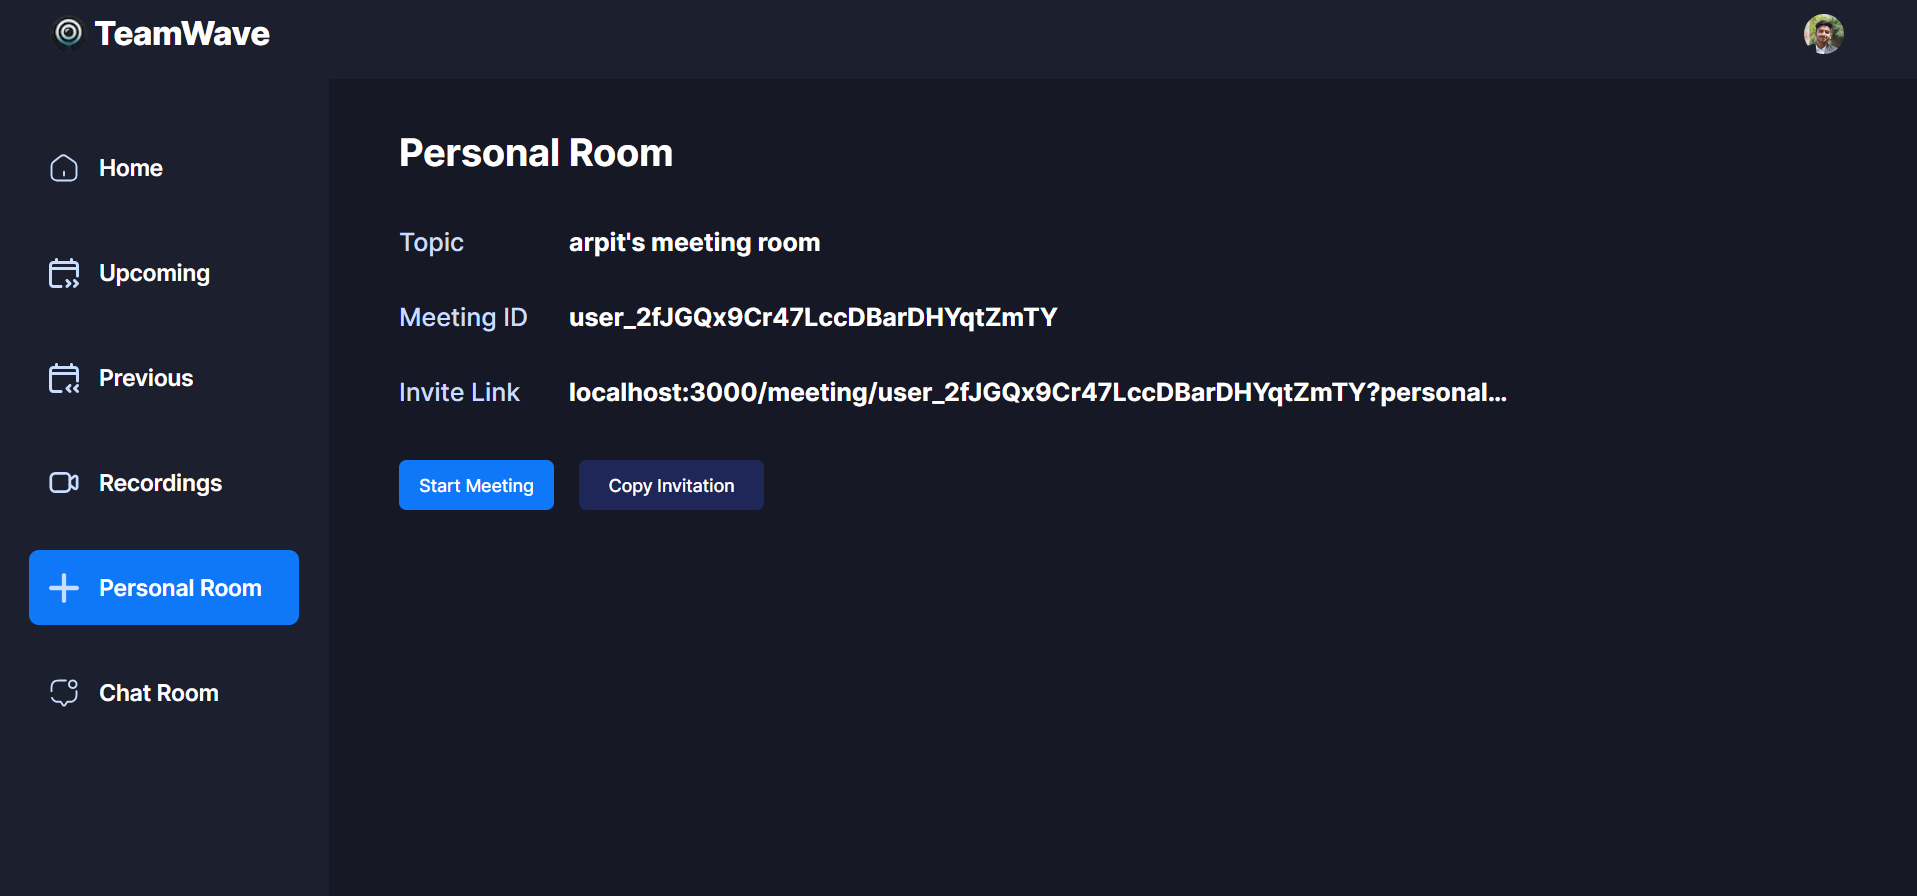 TeamWave
Home
Upcoming
Previous
Recordings
Personal Room
Chat Room
Personal Room
Topic arpit's meeting room
Meeting ID user_2fJGQx9Cr47LccDBarDHYqtZmTY
Invite Link localhost:3000/meeting/user_2fJGQx9Cr47LccDBarDHYqtZmTY?personal...
Start Meeting Copy Invitation